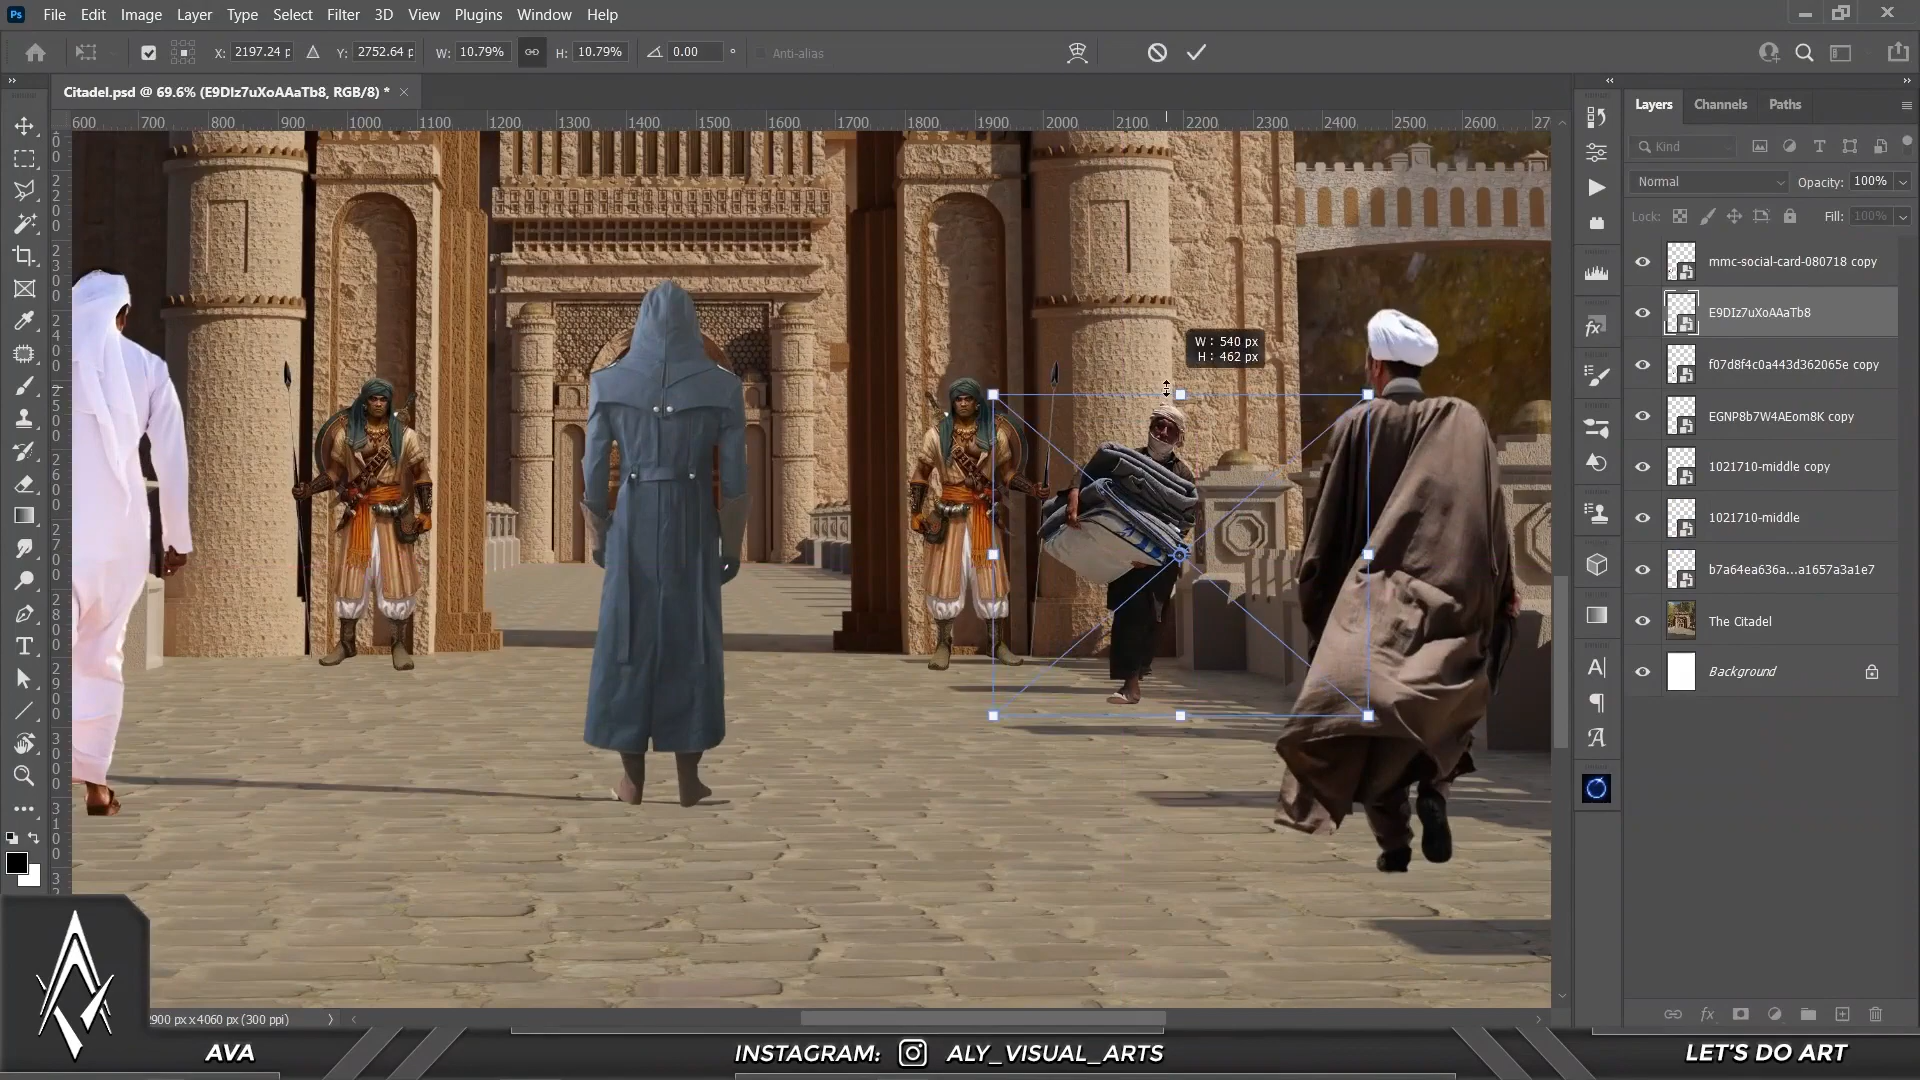 Ps File Edit Image Layer Type Select Filter 3D View Plugins Window Help
X: 2197.24 p Y: 2752.64 p W: 10.79% H: 10.79% 0.00 ° Anti-alias
Citadel.psd @ 69.6% (E9DIz7uXoAAaTb8, RGB/8) * ×
600 700 800 900 1000 1100 1200 1300 1400 1500 1600 1700 1800 1900 2000 2100 2200 2300 2400 2500 2600 27
W : 540 px
H : 462 px
Layers Channels Paths
Kind
Normal Opacity: 100%
Lock: Fill: 100%
mmc-social-card-080718 copy
E9DIz7uXoAAaTb8
f07d8f4c0a443d362065e copy
EGNP8b7W4AEom8K copy
1021710-middle copy
1021710-middle
b7a64ea636a...a1657a3a1e7
The Citadel
Background
2900 px x 4060 px (300 ppi)
AVA
INSTAGRAM: ALY_VISUAL_ARTS
LET'S DO ART